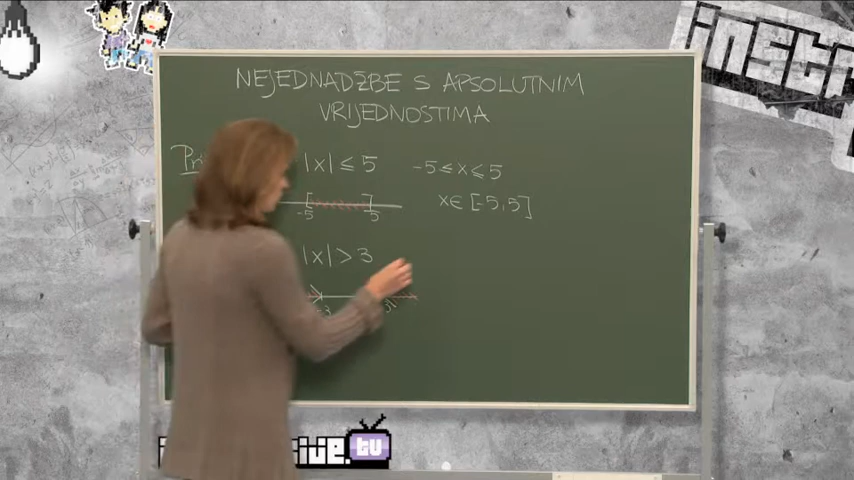 NEJEDNADŽBE S APSOLUTNIM
VRIJEDNOSTIMA
|x| ≤ 5
-5 ≤ x ≤ 5
-5
5
x ∈ [-5,5]
|x| > 3